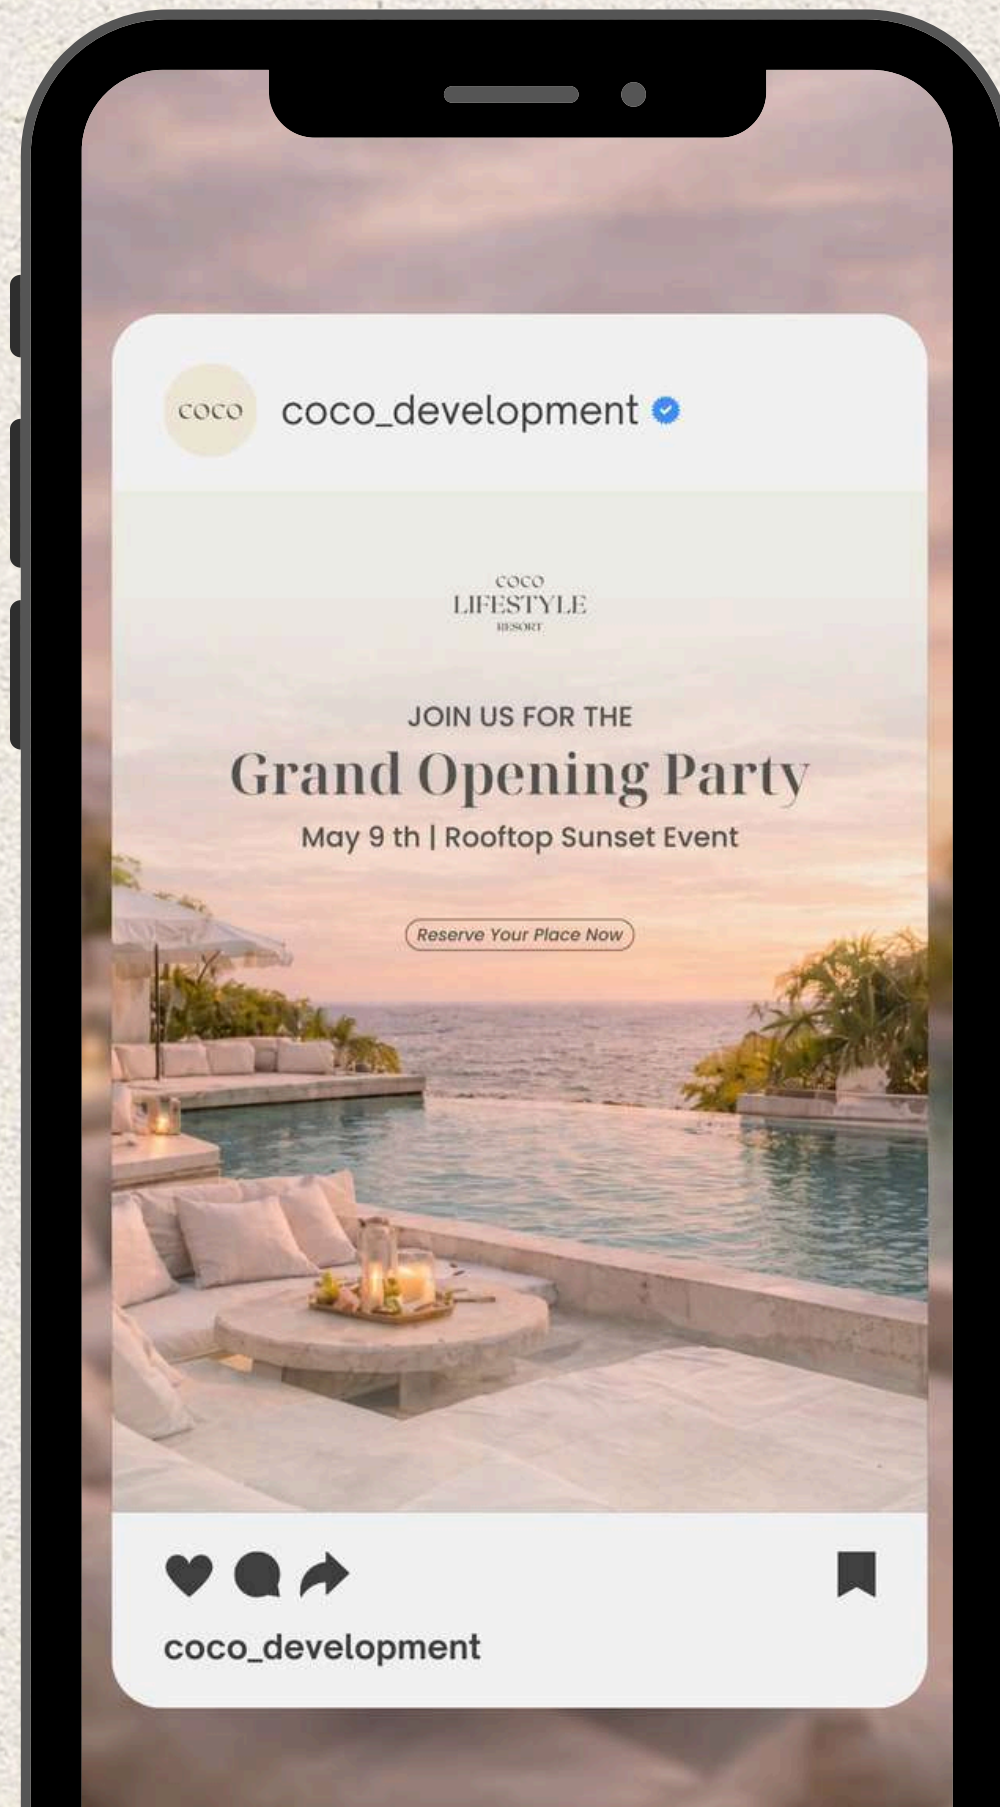 COCO
coco_development
COCO
LIFESTYLE
RESORT
JOIN US FOR THE
Grand Opening Party
May 9 th | Rooftop Sunset Event
Reserve Your Place Now
coco_development